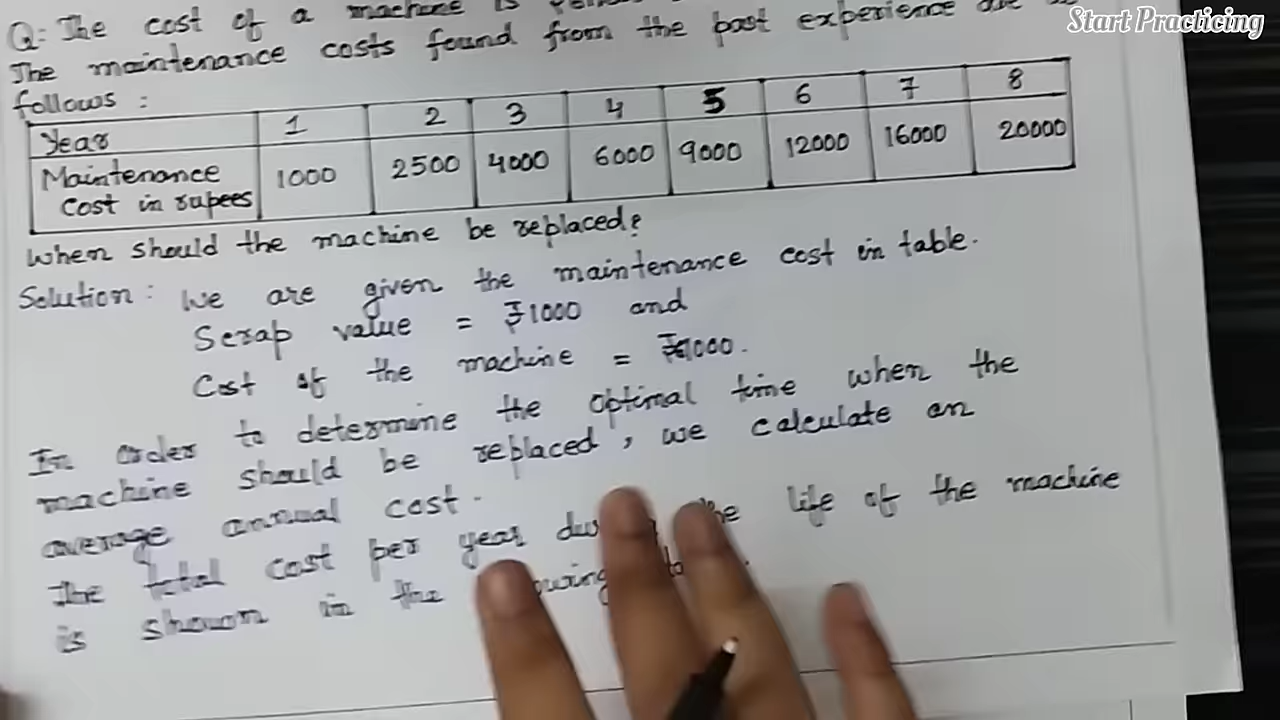 Start Practicing
Q: The cost of a machine is
The maintenance costs found from the past experience are as
follows :
Year 1 2 3 4 5 6 7 8
Maintenance cost in rupees 1000 2500 4000 6000 9000 12000 16000 20000
When should the machine be replaced?
Solution: We are given the maintenance cost in table.
Scrap value = ₹1000 and
Cost of the machine =
In order to determine the optimal time when the
machine should be replaced, we calculate an
average annual cost.
The total cost per year during the life of the machine
is shown in the